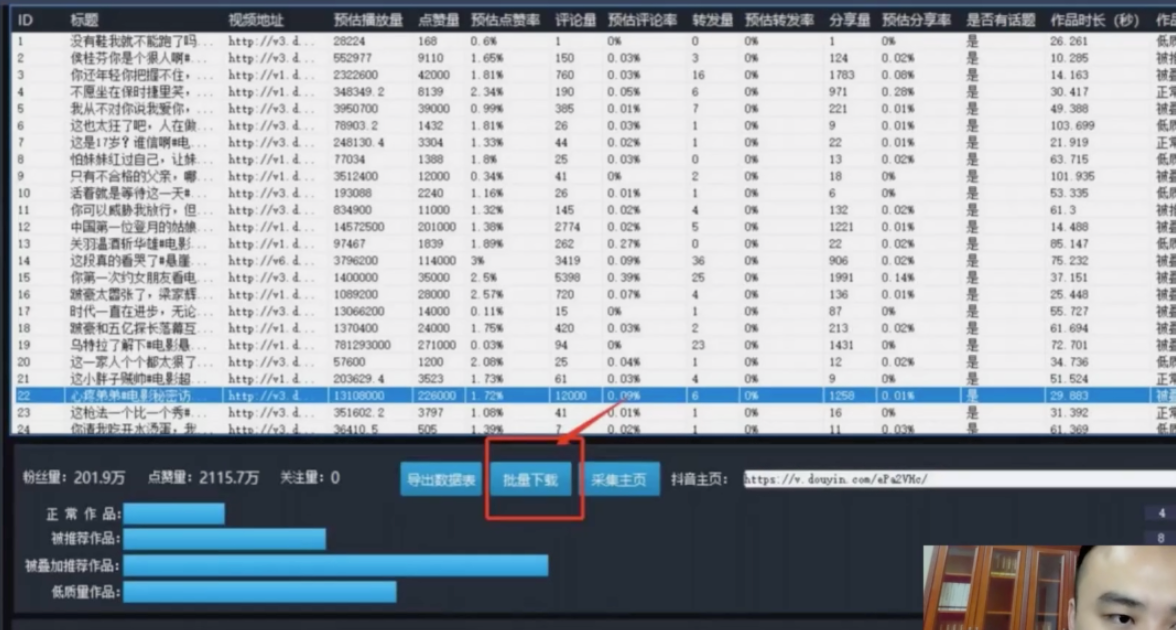 ID 标题 视频地址 预估播放量 点赞量 预估点赞率 评论量 预估评论率 转发量 预估转发率 分享量 预估分享率 是否有话题 作品时长（秒） 作品
1 没有鞋我就不能跑了吗... http://v3.d... 28224 168 0.6% 1 0% 0 0% 1 0% 是 26.261 低质
2 侯桂芬你是个狠人啊#... http://v3.d... 552977 9110 1.65% 150 0.03% 3 0% 124 0.02% 是 10.285 被推
3 你还年轻你把握不住，... http://v1.d... 2322600 42000 1.81% 760 0.03% 16 0% 1783 0.08% 是 14.163 被叠
4 不愿坐在保时捷里笑，... http://v1.d... 348349.2 8139 2.34% 190 0.05% 6 0% 971 0.28% 是 30.417 正常
5 我从不对你说我爱你，... http://v3.d... 3950700 39000 0.99% 385 0.01% 7 0% 221 0.01% 是 49.388 被叠
6 这也太狂了吧，人在做... http://v3.d... 78903.2 1432 1.81% 26 0.03% 1 0% 9 0.01% 是 103.699 低质
7 这是17岁？谁信啊#电... http://v3.d... 248130.4 3304 1.33% 44 0.02% 1 0% 22 0.01% 是 21.919 正常
8 怕妹妹红过自己，让妹... http://v1.d... 77034 1388 1.8% 25 0.03% 0 0% 13 0.02% 是 63.715 低质
9 只有不合格的父亲，哪... http://v1.d... 3512400 12000 0.34% 41 0% 2 0% 18 0% 是 101.935 被叠
10 活着就是等待这一天#... http://v3.d... 193088 2240 1.16% 26 0.01% 1 0% 6 0% 是 53.335 低质
11 你可以威胁我放行，但... http://v3.d... 834900 11000 1.32% 145 0.02% 4 0% 132 0.02% 是 61.3 被推
12 中国第一位登月的姑娘... http://v1.d... 14572500 201000 1.38% 2774 0.02% 5 0% 1221 0.01% 是 14.488 被叠
13 关羽温酒斩华雄#电影... http://v3.d... 97467 1839 1.89% 262 0.27% 0 0% 22 0.02% 是 85.147 低质
14 这段真的看哭了#悬崖... http://v6.d... 3796200 114000 3% 3419 0.09% 36 0% 906 0.02% 是 75.232 被叠
15 你第一次约女朋友看电... http://v3.d... 1400000 35000 2.5% 5398 0.39% 25 0% 1991 0.14% 是 37.151 被叠
16 跛豪太嚣张了，梁家辉... http://v1.d... 1089200 28000 2.57% 720 0.07% 4 0% 136 0.01% 是 25.448 被叠
17 时代一直在进步，无论... http://v3.d... 13066200 14000 0.11% 15 0% 1 0% 87 0% 是 55.727 被叠
18 跛豪和五亿探长落幕互... http://v3.d... 1370400 24000 1.75% 420 0.03% 2 0% 213 0.02% 是 61.694 被叠
19 乌特拉了解下#电影悬... http://v1.d... 781293000 271000 0.03% 94 0% 23 0% 1431 0% 是 72.701 被叠
20 这一家人个个都太狠了... http://v3.d... 57600 1200 2.08% 25 0.04% 1 0% 12 0.02% 是 34.736 低质
21 这小胖子贼帅#电影超... http://v1.d... 203629.4 3523 1.73% 61 0.03% 4 0% 9 0% 是 51.524 正常
22 心疼弟弟#电影秘密访... http://v3.d... 13108000 226000 1.72% 12000 0.09% 6 0% 1258 0.01% 是 29.883 被叠
23 这枪法一个比一个秀#... http://v1.d... 351602.2 3797 1.08% 41 0.01% 1 0% 16 0% 是 31.392 正常
24 你请我吃开水汤蛋，我... http://v3.d... 36410.5 505 1.39% 7 0.02% 1 0% 11 0.03% 是 61.369 低质
粉丝量：201.9万 点赞量：2115.7万 关注量：0 导出数据表 批量下载 采集主页 抖音主页： https://v.douyin.com/ePa2VMc/
正常作品： 4
被推荐作品： 8
被叠加推荐作品：
低质量作品：